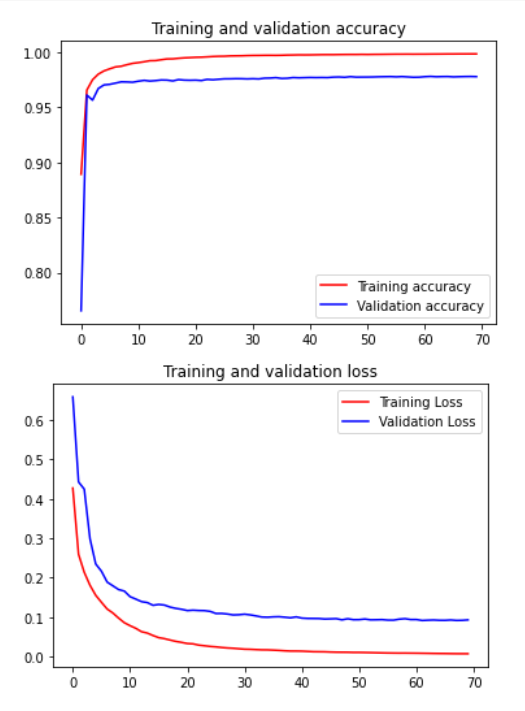 Training and validation accuracy
1.00
0.95
0.90
0.85
0.80
Training accuracy
Validation accuracy
0 10 20 30 40 50 60 70
Training and validation loss
Training Loss
Validation Loss
0.6
0.5
0.4
0.3
0.2
0.1
0.0
0 10 20 30 40 50 60 70